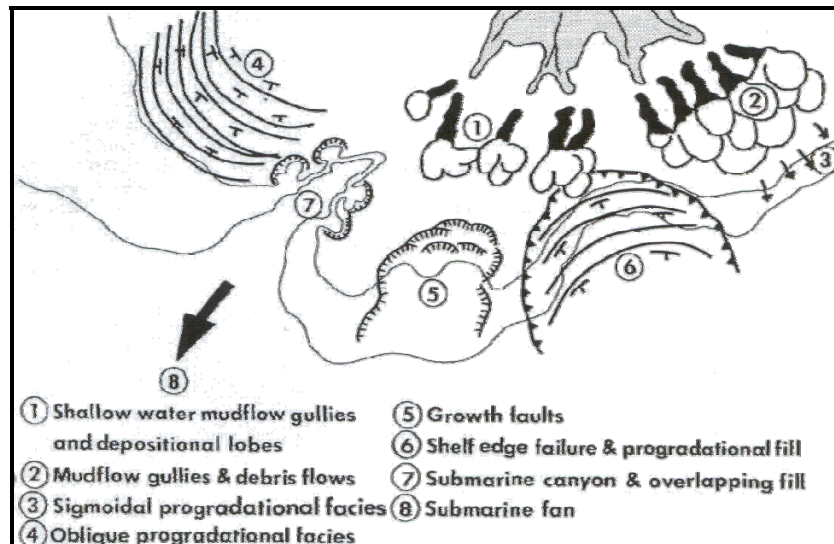 4
1
2
3
7
5
6
8
1 Shallow water mudflow gullies
and depositional lobes
2 Mudflow gullies & debris flows
3 Sigmoidal progradational facies
4 Oblique progradational facies
5 Growth faults
6 Shelf edge failure & progradational fill
7 Submarine canyon & overlapping fill
8 Submarine fan